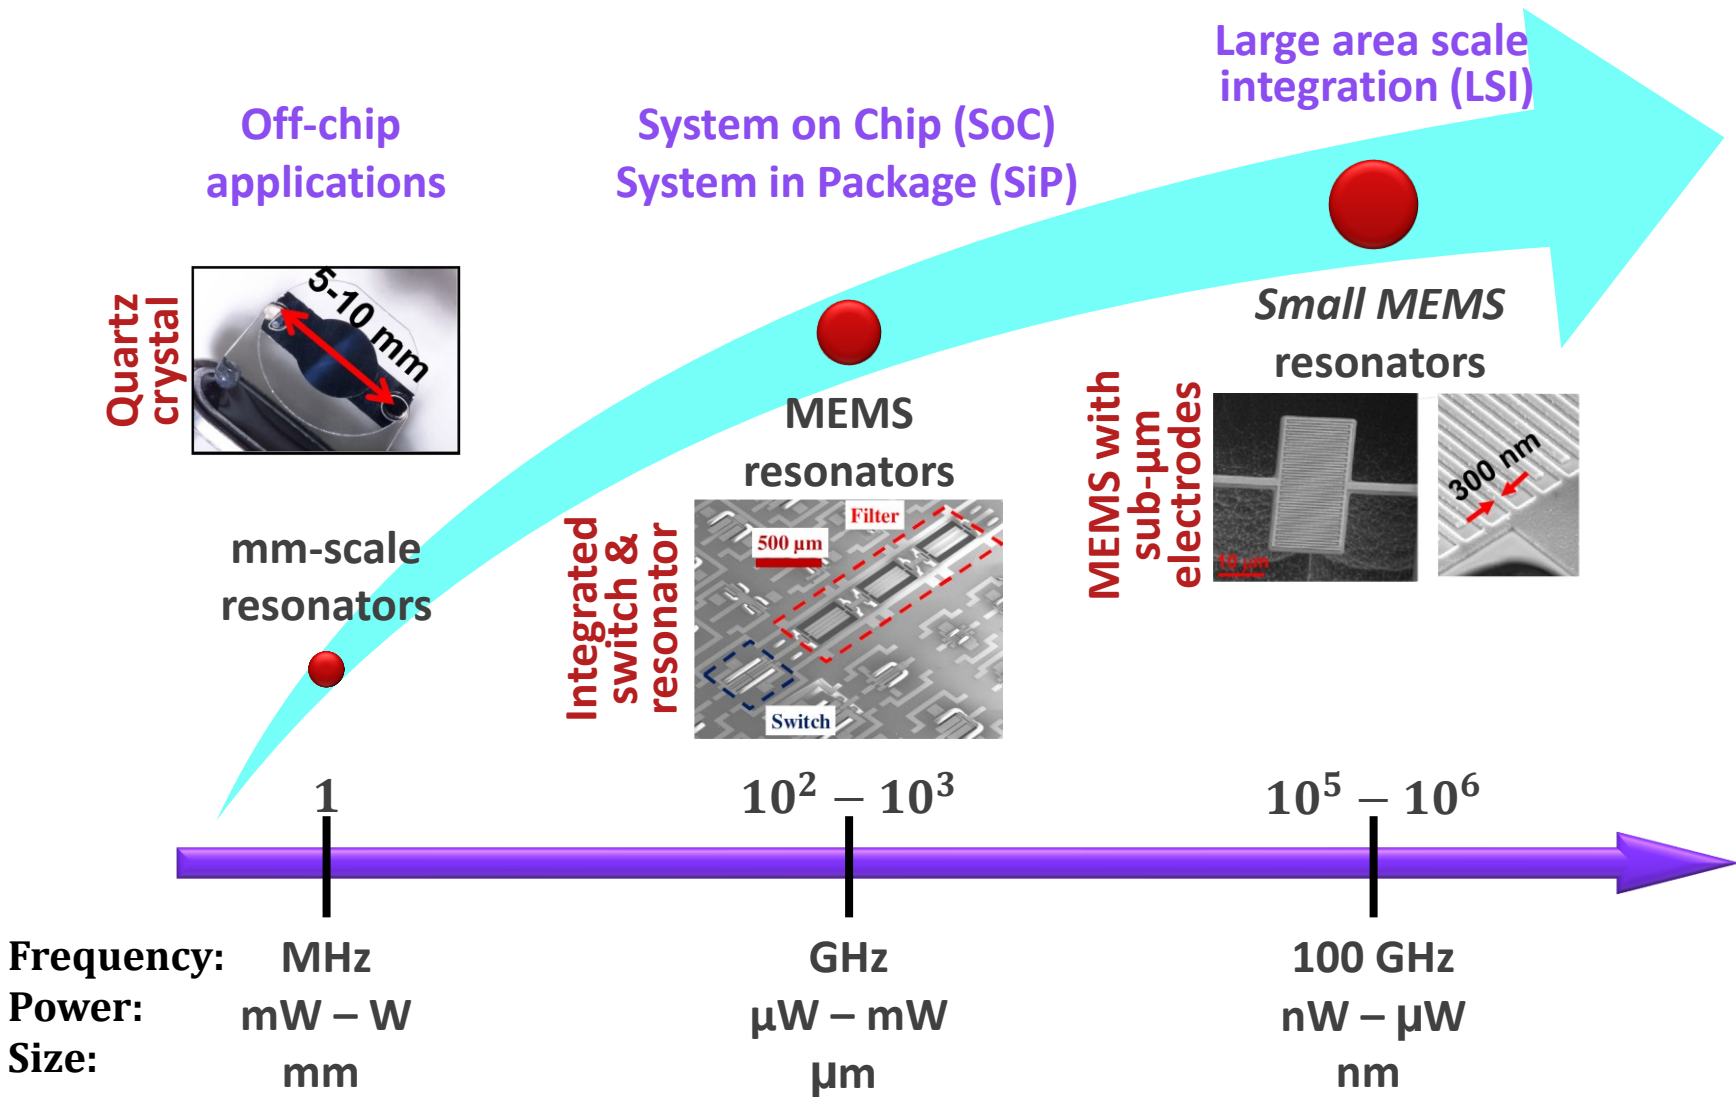 Large area scale
integration (LSI)
Off-chip
applications
System on Chip (SoC)
System in Package (SiP)
Quartz
crystal
5-10 mm
Small MEMS
resonators
MEMS
resonators
MEMS with
sub-μm
electrodes
300 nm
10 μm
mm-scale
resonators
Integrated
switch &
resonator
Filter
500 μm
Switch
1
10² – 10³
10⁵ – 10⁶
Frequency: MHz GHz 100 GHz
Power: mW – W μW – mW nW – μW
Size: mm μm nm